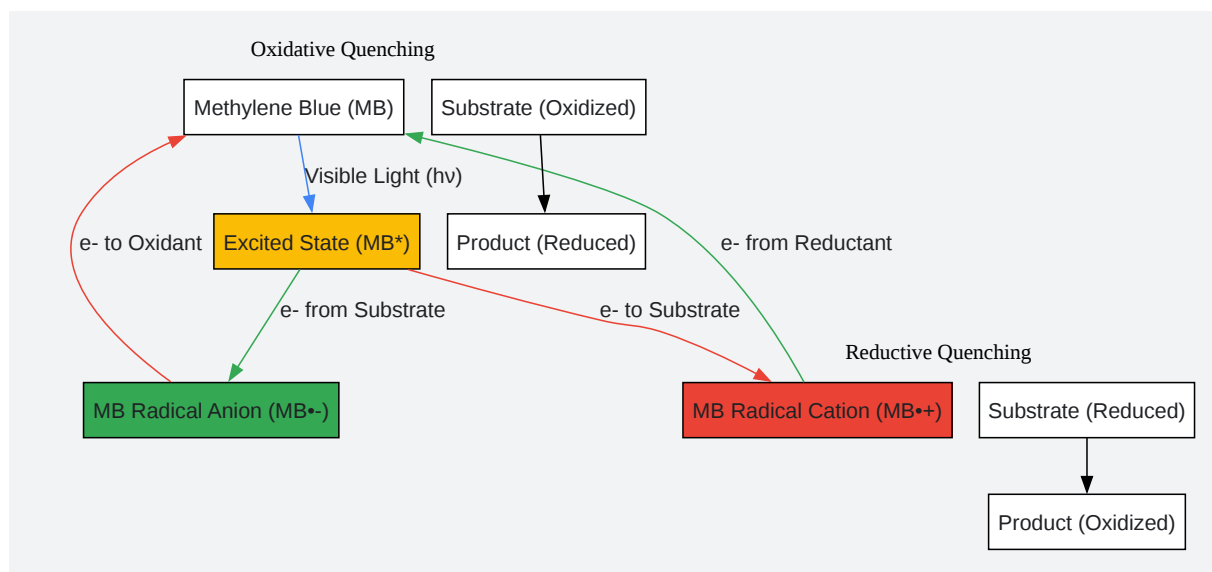 Oxidative Quenching
Methylene Blue (MB)
Substrate (Oxidized)
Visible Light (hν)
e- to Oxidant
Excited State (MB*)
Product (Reduced)
e- from Reductant
e- from Substrate
e- to Substrate
Reductive Quenching
MB Radical Anion (MB•-)
MB Radical Cation (MB•+)
Substrate (Reduced)
Product (Oxidized)